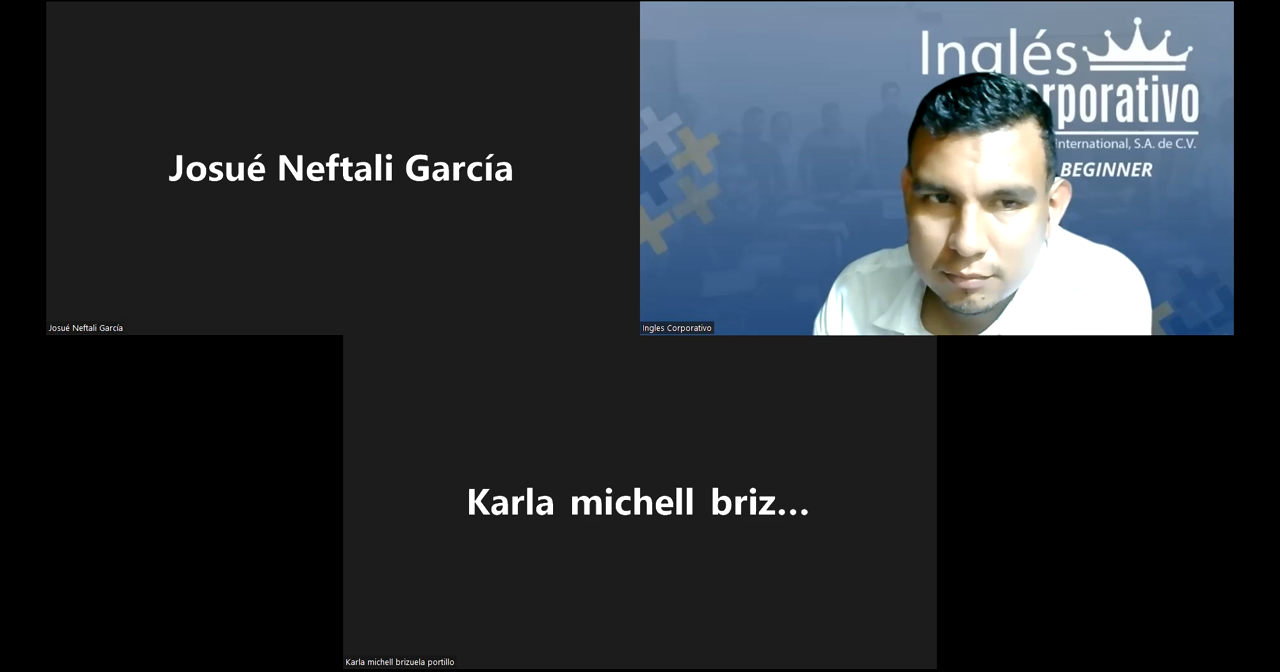 Josué Neftali García
Josué Neftali García
Inglés
rporativo
International, S.A. de C.V.
BEGINNER
Ingles Corporativo
Karla michell briz...
Karla michell brizuela portillo